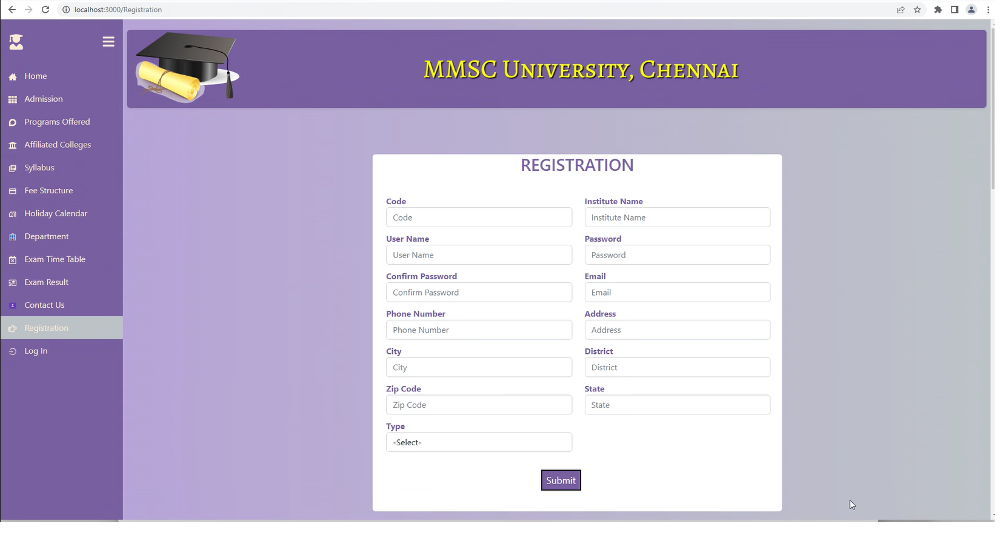 localhost:3000/Registration
MMSC University, Chennai
Home
Admission
Programs Offered
Affiliated Colleges
Syllabus
Fee Structure
Holiday Calendar
Department
Exam Time Table
Exam Result
Contact Us
Registration
Log In
REGISTRATION
Code Institute Name
Code Institute Name
User Name Password
User Name Password
Confirm Password Email
Confirm Password Email
Phone Number Address
Phone Number Address
City District
City District
Zip Code State
Zip Code State
Type
-Select-
Submit